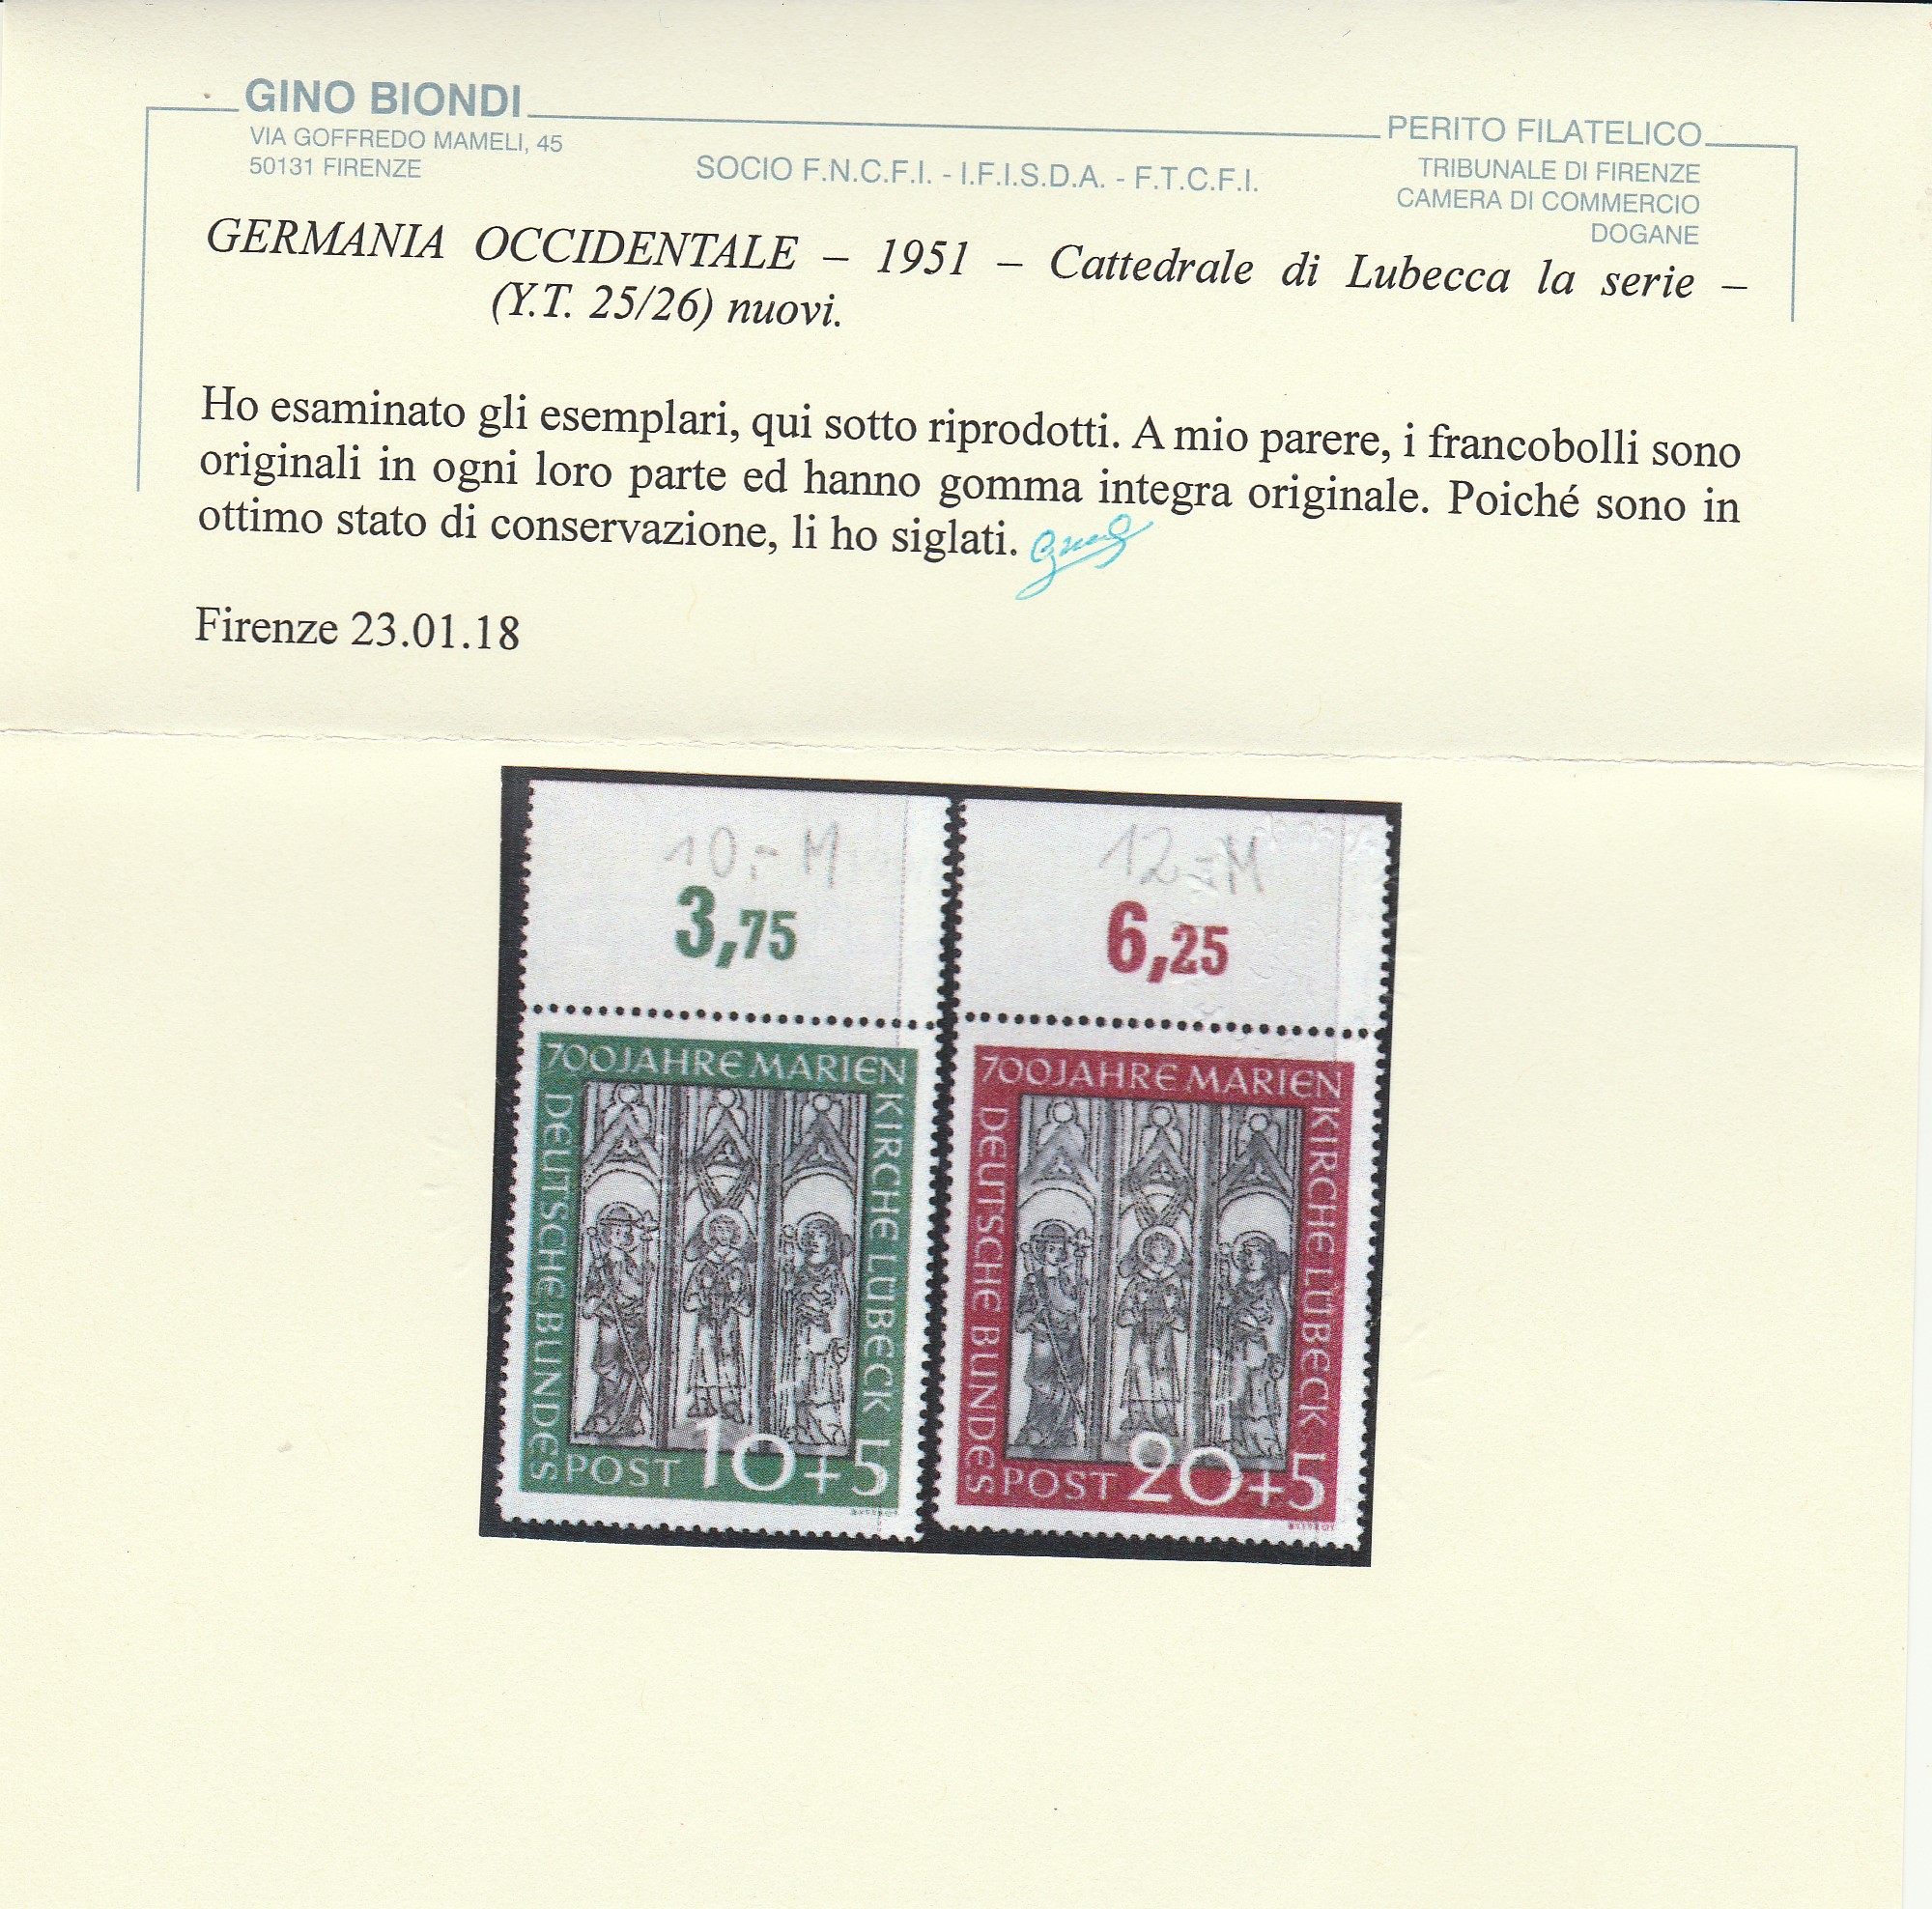 GINO BIONDI
VIA GOFFREDO MAMELI, 45
50131 FIRENZE
SOCIO F.N.C.F.I. - I.F.I.S.D.A. - F.T.C.F.I.
PERITO FILATELICO
TRIBUNALE DI FIRENZE
CAMERA DI COMMERCIO
DOGANE
GERMANIA OCCIDENTALE – 1951 – Cattedrale di Lubecca la serie –
(Y.T. 25/26) nuovi.
Ho esaminato gli esemplari, qui sotto riprodotti. A mio parere, i francobolli sono
originali in ogni loro parte ed hanno gomma integra originale. Poiché sono in
ottimo stato di conservazione, li ho siglati.
Firenze 23.01.18
10,- M
3,75
700 JAHRE MARIEN
KIRCHE LÜBECK
DEUTSCHE BUNDES
POST 10+5
12,- M
6,25
700 JAHRE MARIEN
KIRCHE LÜBECK
DEUTSCHE BUNDES
POST 20+5